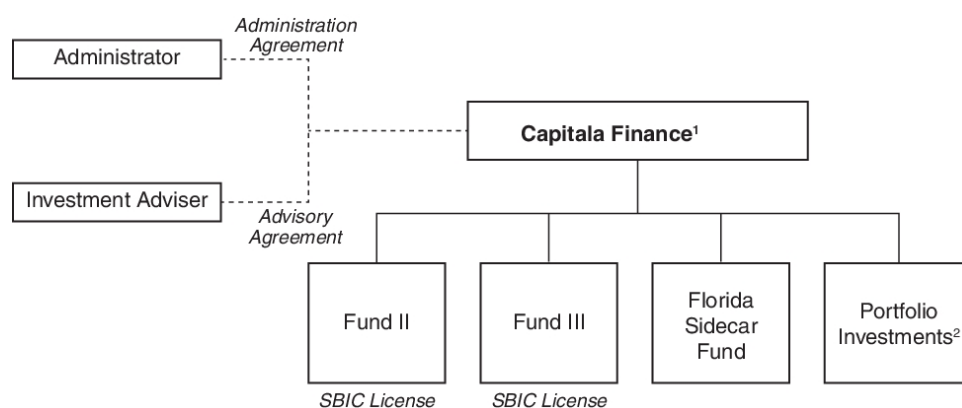 Administration
Agreement
Administrator
Capitala Finance¹
Investment Adviser
Advisory
Agreement
Fund II
Fund III
Florida
Sidecar
Fund
Portfolio
Investments²
SBIC License
SBIC License